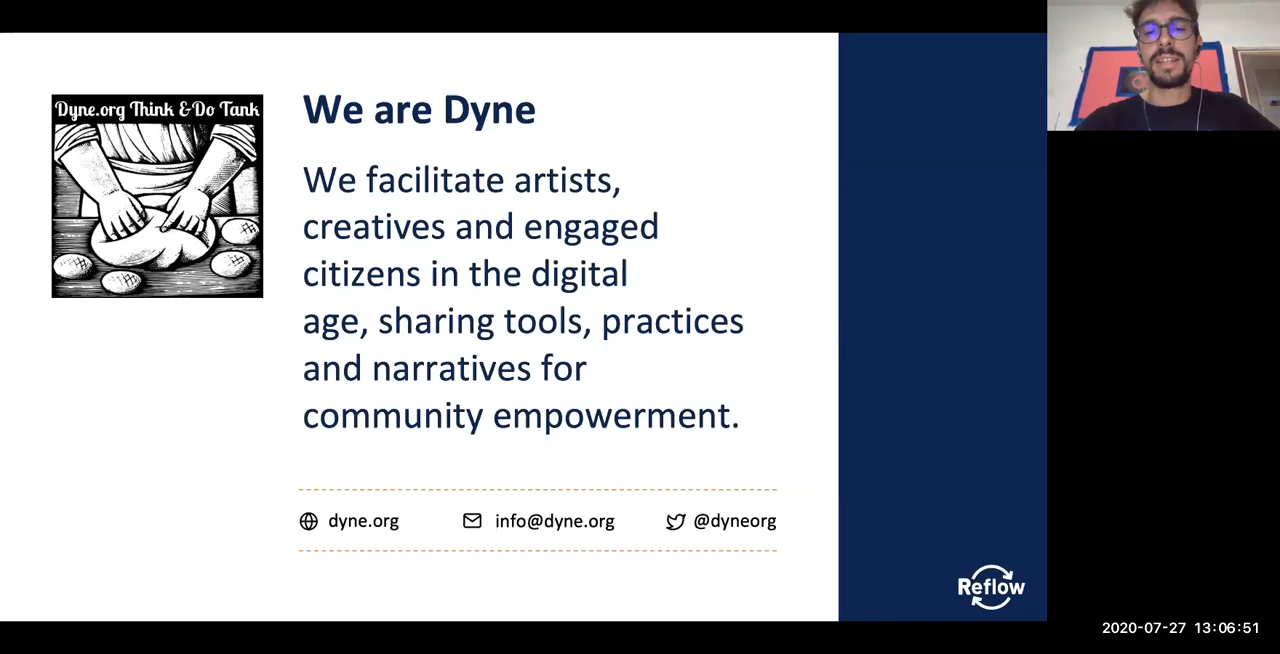 Dyne.org Think & Do Tank
We are Dyne
We facilitate artists,
creatives and engaged
citizens in the digital
age, sharing tools, practices
and narratives for
community empowerment.
dyne.org
info@dyne.org
@dyneorg
Reflow
2020-07-27 13:06:51